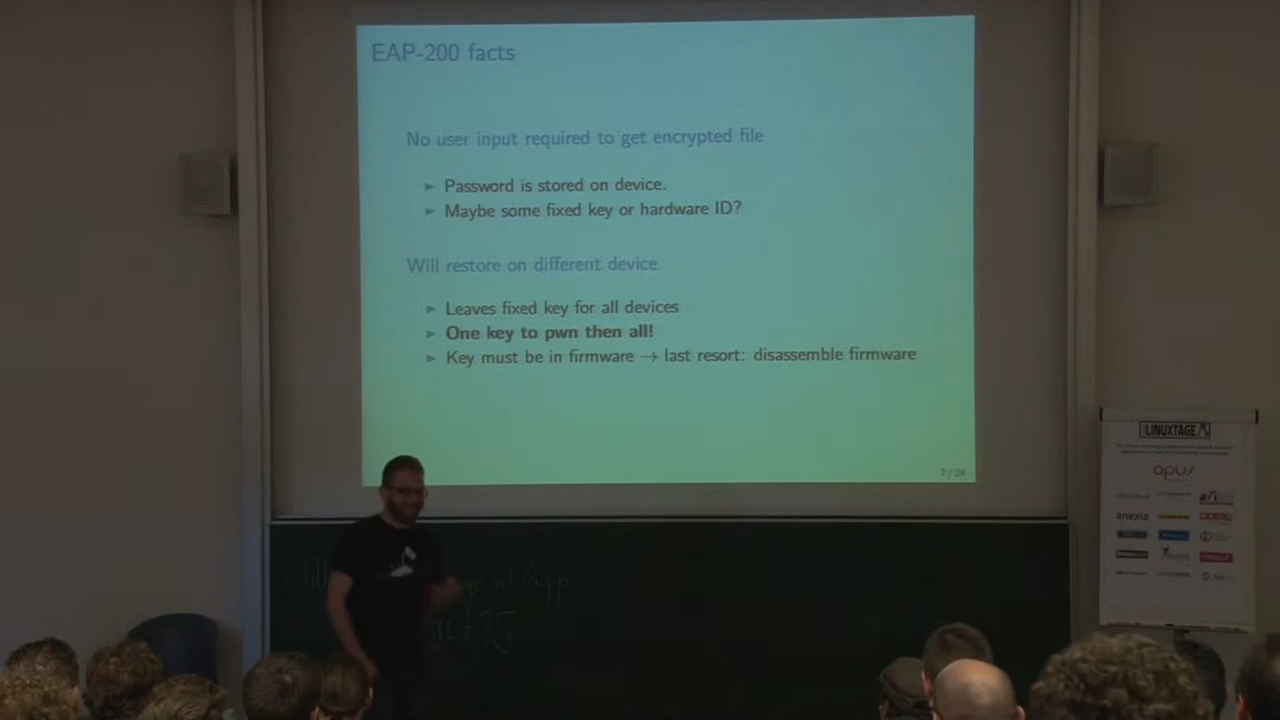 EAP-200 facts
No user input required to get encrypted file
► Password is stored on device.
► Maybe some fixed key or hardware ID?
Will restore on different device
► Leaves fixed key for all devices
► One key to pwn then all!
► Key must be in firmware → last resort: disassemble firmware
7 / 24
LINUXTAGE
apus
anexia
/app
75